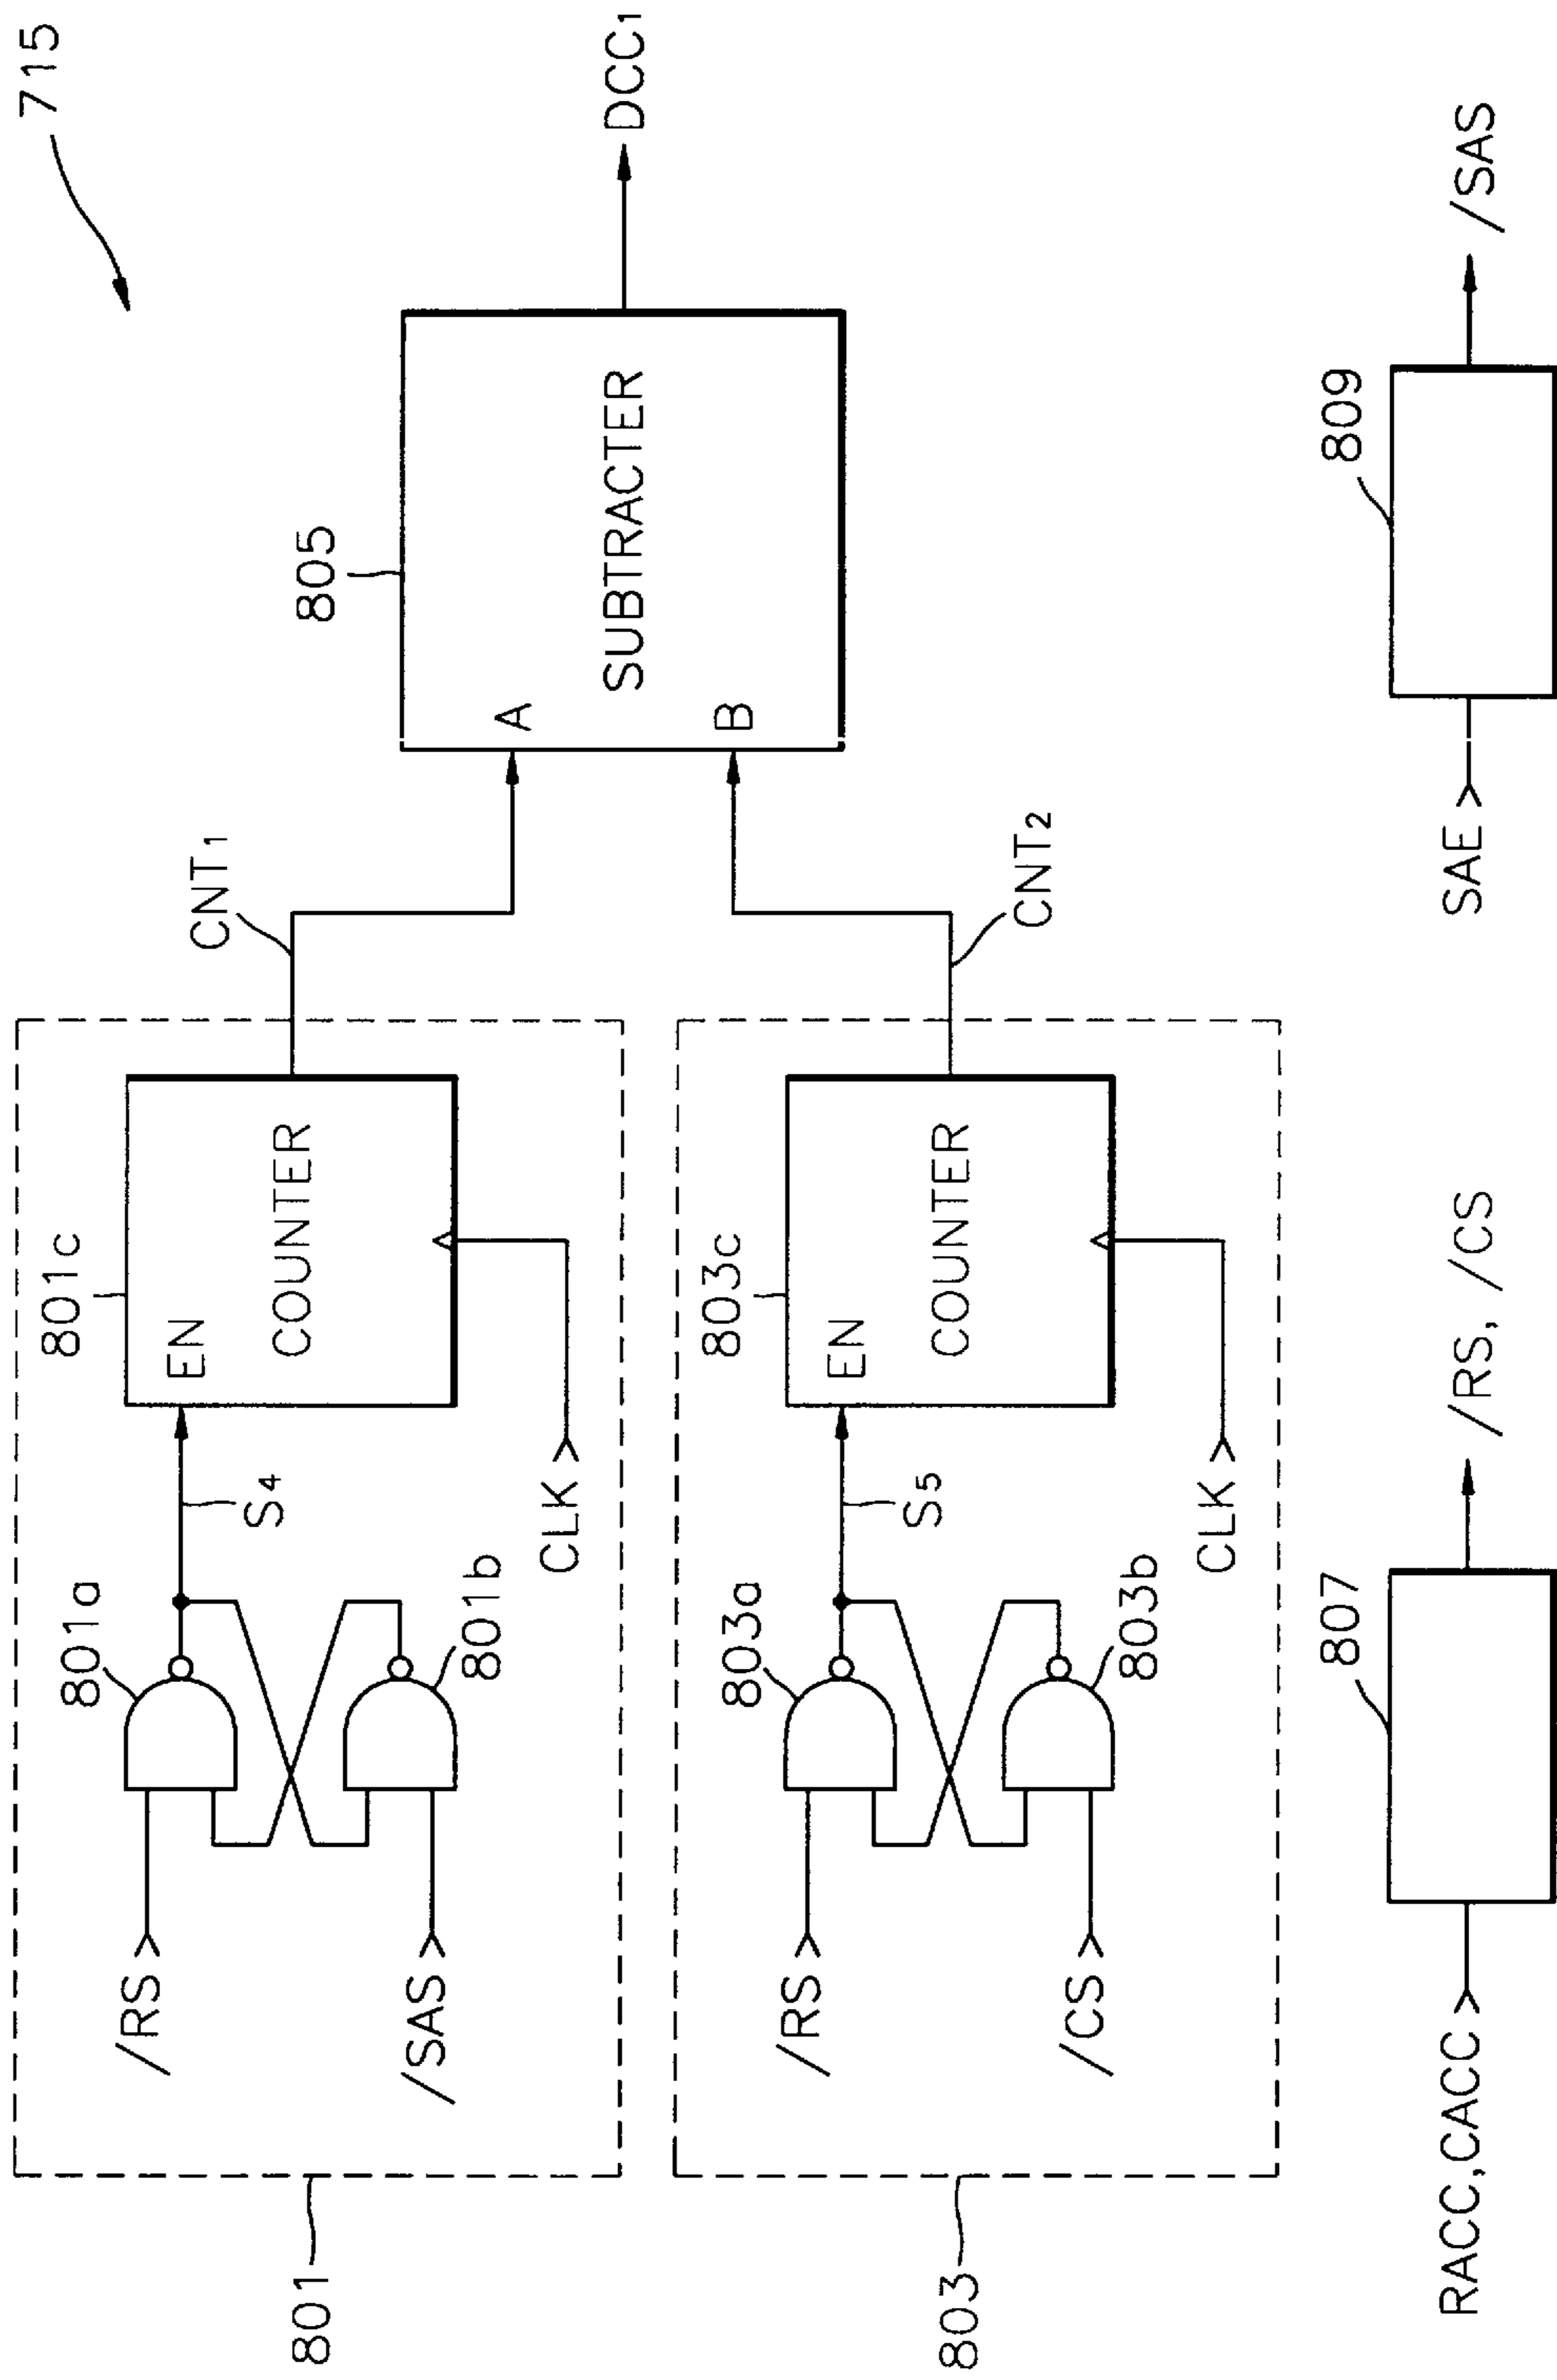 715
801
801a
/RS >
801b
/SAS >
S4
801c
EN
COUNTER
CLK >
CNT1
805
A
B
SUBTRACTER
DCC1
803
803a
/RS >
803b
/CS >
S5
803c
EN
COUNTER
CLK >
CNT2
807
RACC,CACC >
/RS, /CS
809
SAE >
/SAS